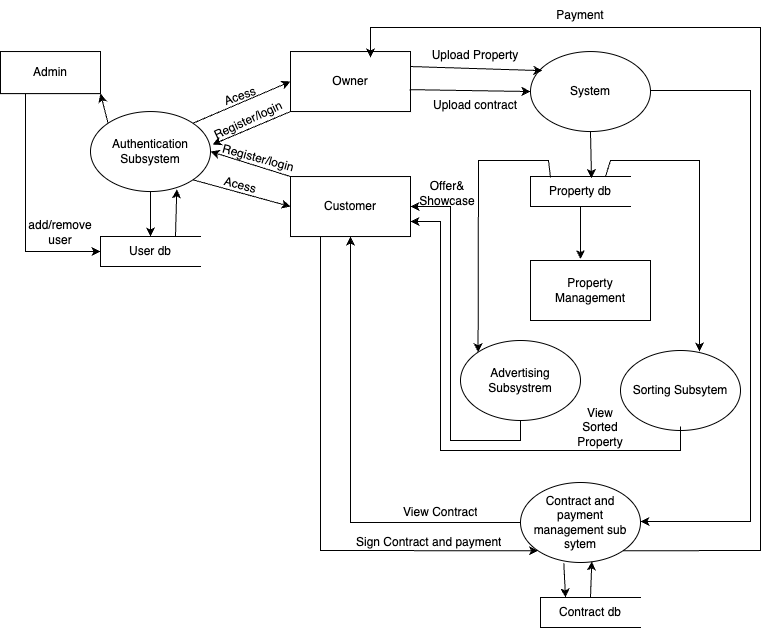 Payment
Admin
Owner
Upload Property
System
Acess
Upload contract
Register/login
Authentication
Subsystem
Register/login
Acess
Customer
Offer&
Showcase
Property db
add/remove
user
User db
Property
Management
Advertising
Subsystrem
Sorting Subsytem
View
Sorted
Property
Contract and
payment
management sub
sytem
View Contract
Sign Contract and payment
Contract db